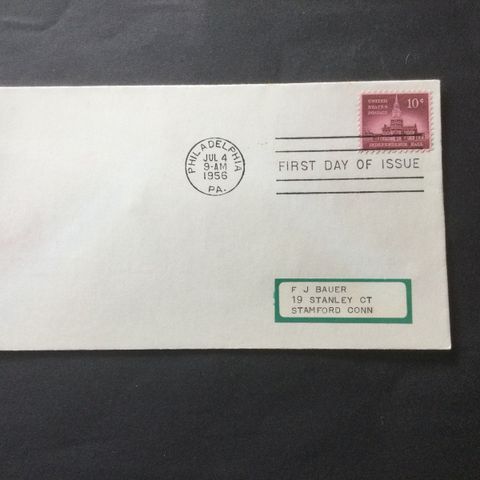 UNITED
STATES
POSTAGE
10¢
INDEPENDENCE HALL
PHILADELPHIA
JUL 4
9-AM
1956
PA.
FIRST DAY OF ISSUE
F J BAUER
19 STANLEY CT
STAMFORD CONN